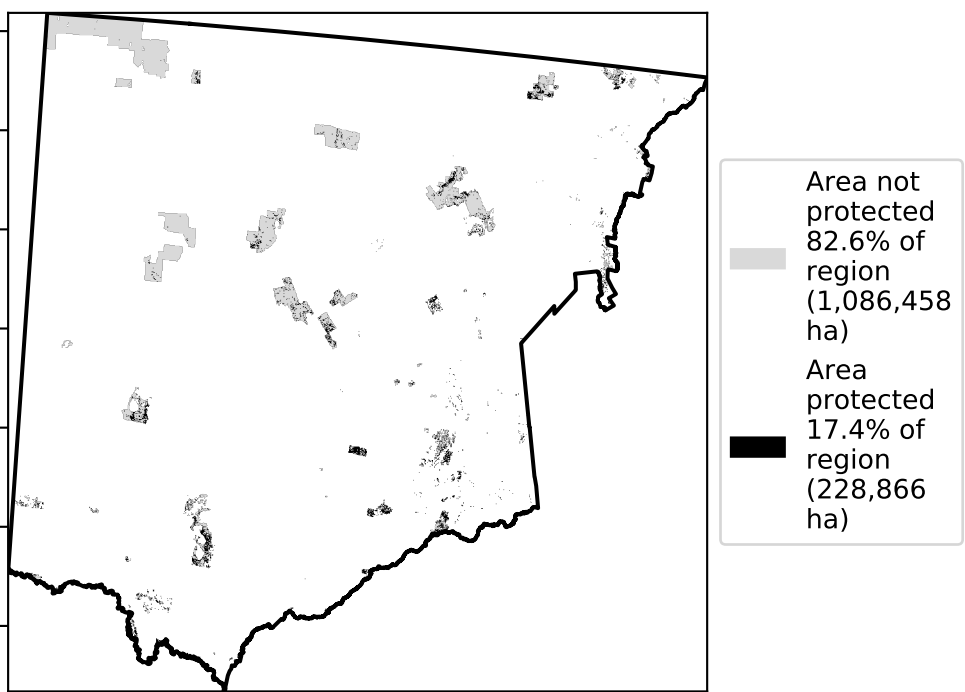 Area not
protected
82.6% of
region
(1,086,458
ha)
Area
protected
17.4% of
region
(228,866
ha)